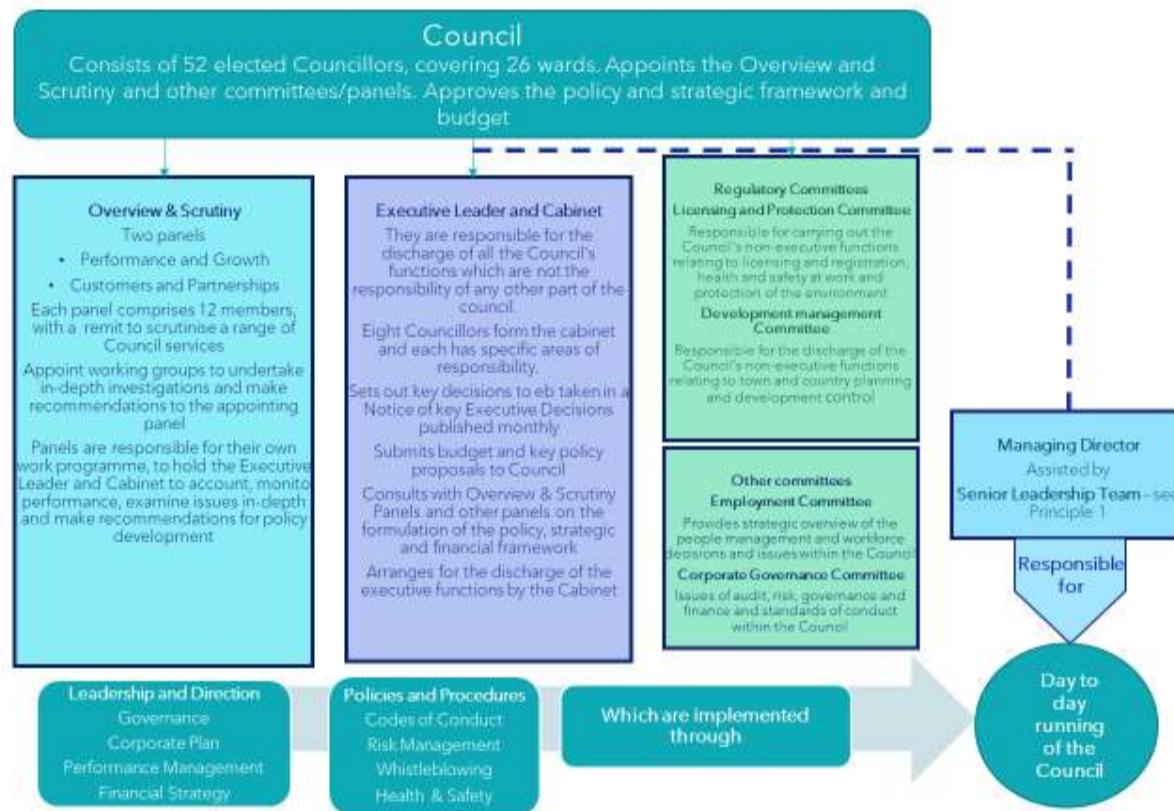 Council
Consists of 52 elected Councillors, covering 26 wards. Appoints the Overview and
Scrutiny and other committees/panels. Approves the policy and strategic framework and
budget
Overview & Scrutiny
Two panels
• Performance and Growth
• Customers and Partnerships
Each panel comprises 12 members,
with a remit to scrutinise a range of
Council services
Appoint working groups to undertake
in-depth investigations and make
recommendations to the appointing
panel
Panels are responsible for their own
work programme, to hold the Executive
Leader and Cabinet to account, monito
performance, examine issues in-depth
and make recommendations for policy
development
Executive Leader and Cabinet
They are responsible for the
discharge of all the Council's
functions which are not the
responsibility of any other part of the
council.
Eight Councillors form the cabinet
and each has specific areas of
responsibility.
Sets out key decisions to eb taken in a
Notice of key Executive Decisions
published monthly
Submits budget and key policy
proposals to Council
Consults with Overview & Scrutiny
Panels and other panels on the
formulation of the policy, strategic
and financial framework
Arranges for the discharge of the
executive functions by the Cabinet
Regulatory Committees
Licensing and Protection Committee
Responsible for carrying out the
Council's non-executive functions
relating to licensing and registration,
health and safety at work and
protection of the environment
Development management
Committee
Responsible for the discharge of the
Council's non-executive functions
relating to town and country planning
and development control
Other committees
Employment Committee
Provides strategic overview of the
people management and workforce
decisions and issues within the Council
Corporate Governance Committee
Issues of audit, risk, governance and
finance and standards of conduct
within the Council
Managing Director
Assisted by
Senior Leadership Team - see
Principle 1
Responsible
for
Day to
day
running
of the
Council
Leadership and Direction
Governance
Corporate Plan
Performance Management
Financial Strategy
Policies and Procedures
Codes of Conduct
Risk Management
Whistleblowing
Health & Safety
Which are implemented
through